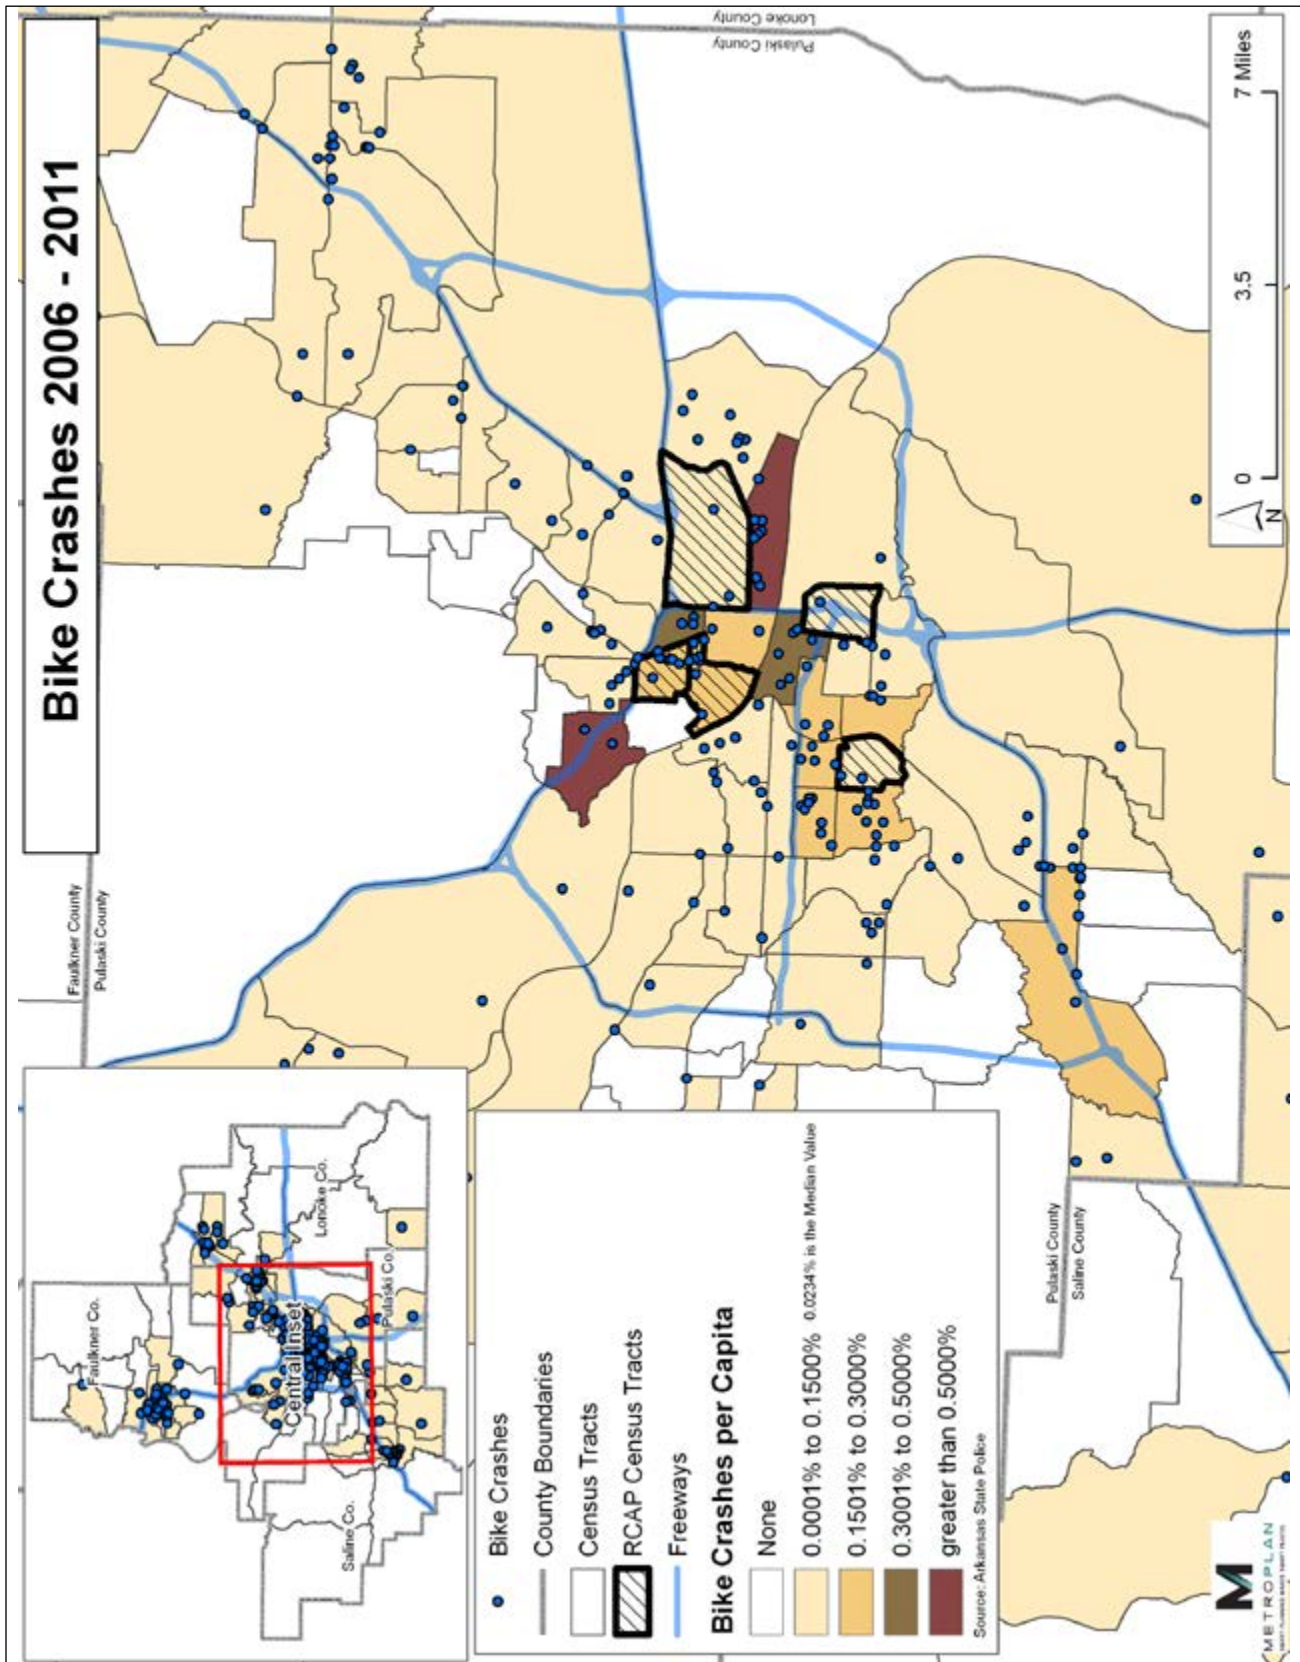 Bike Crashes 2006 - 2011
Faulkner County
Pulaski County
Lonoke County
Pulaski County
Pulaski County
Saline County
Faulkner Co.
Lonoke Co.
Pulaski Co.
Central Inset
Saline Co.
Bike Crashes
County Boundaries
Census Tracts
RCAP Census Tracts
Freeways
Bike Crashes per Capita
None
0.0001% to 0.1500% 0.0234% is the Median Value
0.1501% to 0.3000%
0.3001% to 0.5000%
greater than 0.5000%
Source: Arkansas State Police
N
0 3.5 7 Miles
M
METROPLAN